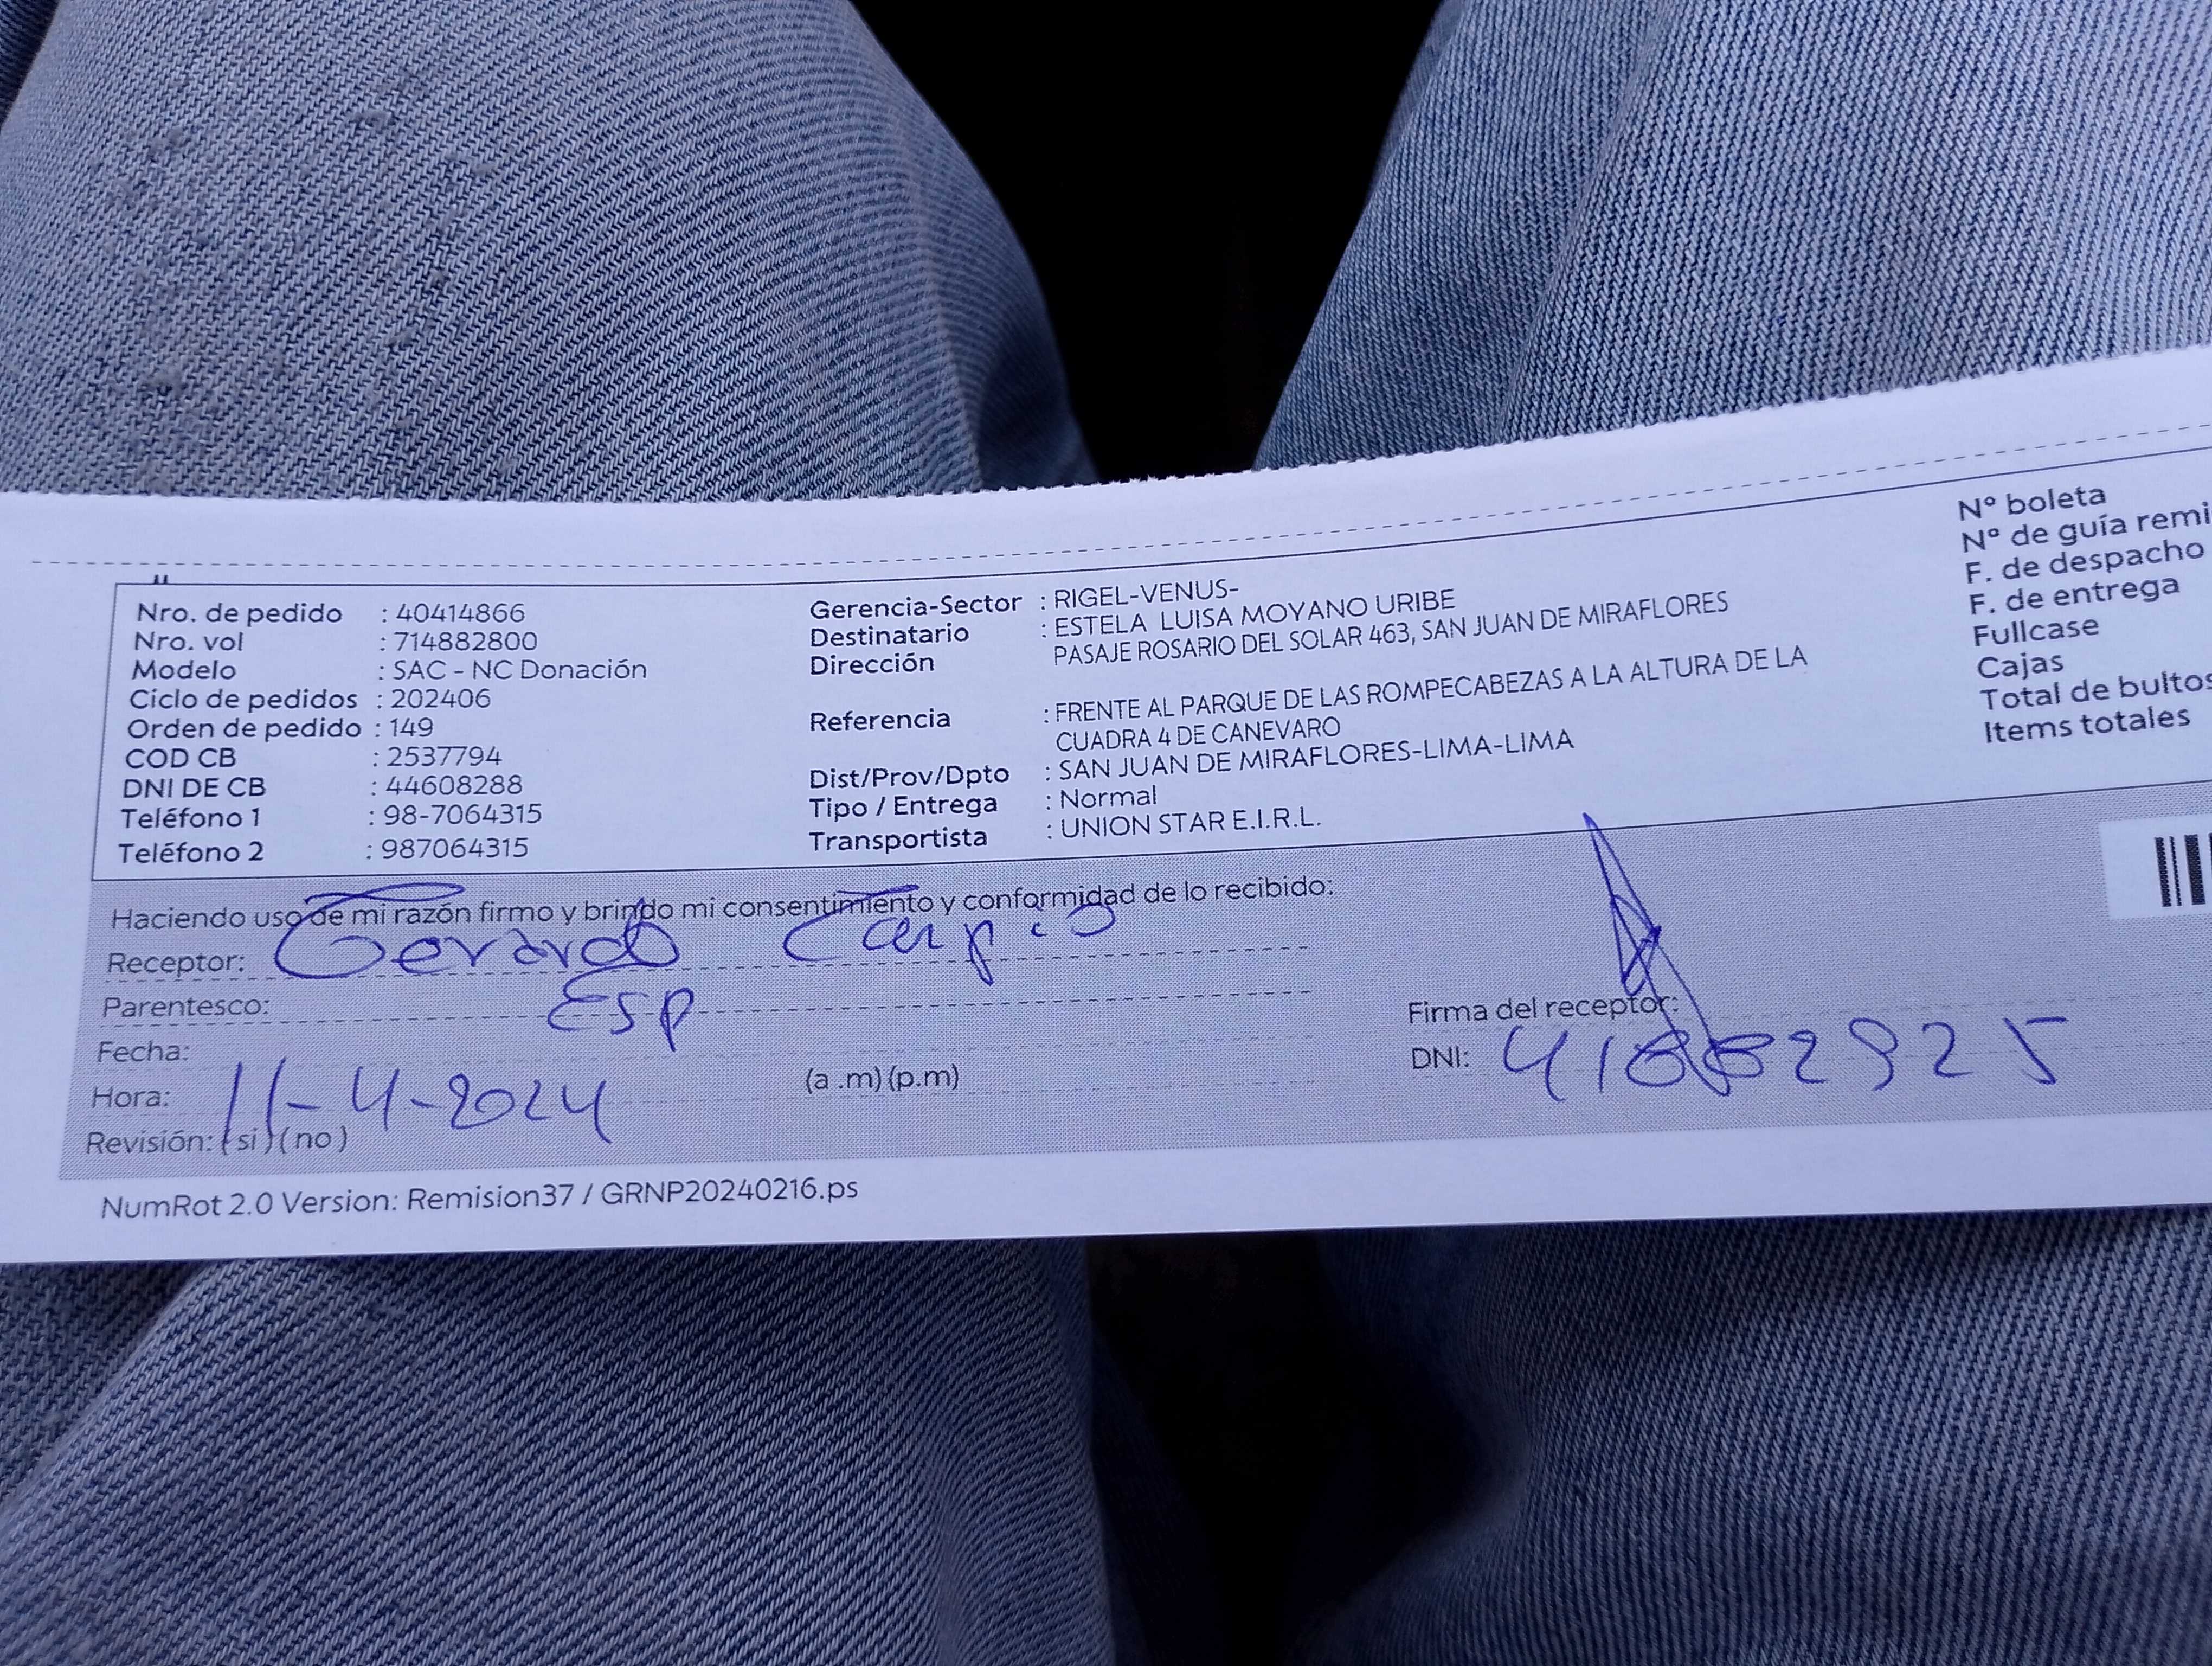 Nro. de pedido : 40414866
Nro. vol : 714882800
Modelo : SAC - NC Donación
Ciclo de pedidos : 202406
Orden de pedido : 149
COD CB : 2537794
DNI DE CB : 44608288
Teléfono 1 : 98-7064315
Teléfono 2 : 987064315
Gerencia-Sector : RIGEL-VENUS-
Destinatario : ESTELA LUISA MOYANO URIBE
Dirección PASAJE ROSARIO DEL SOLAR 463, SAN JUAN DE MIRAFLORES
Referencia : FRENTE AL PARQUE DE LAS ROMPECABEZAS A LA ALTURA DE LA
CUADRA 4 DE CANEVARO
Dist/Prov/Dpto : SAN JUAN DE MIRAFLORES-LIMA-LIMA
Tipo / Entrega : Normal
Transportista : UNION STAR E.I.R.L.
N° boleta
N° de guía remi
F. de despacho
F. de entrega
Fullcase
Cajas
Total de bultos
Items totales
Haciendo uso de mi razón firmo y brindo mi consentimiento y conformidad de lo recibido:
Receptor: Gerardo Carpio
Parentesco: Esp
Fecha: 11-4-2024
Hora: (a .m) (p.m)
Revisión: ( si ) ( no )
Firma del receptor:
DNI:
NumRot 2.0 Version: Remision37 / GRNP20240216.ps